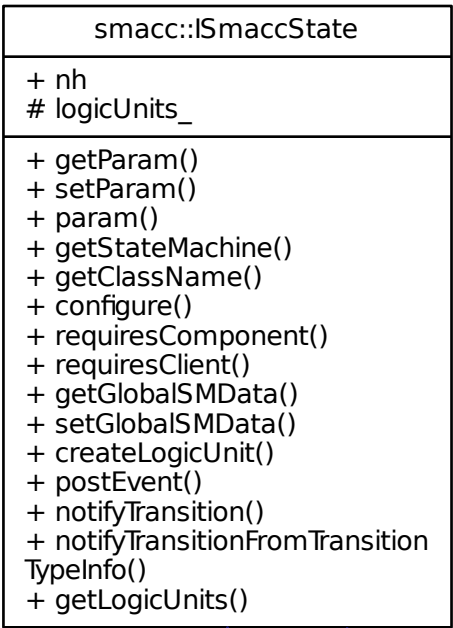 smacc::ISmaccState
+ nh
# logicUnits_
+ getParam()
+ setParam()
+ param()
+ getStateMachine()
+ getClassName()
+ configure()
+ requiresComponent()
+ requiresClient()
+ getGlobalSMData()
+ setGlobalSMData()
+ createLogicUnit()
+ postEvent()
+ notifyTransition()
+ notifyTransitionFromTransition
TypeInfo()
+ getLogicUnits()